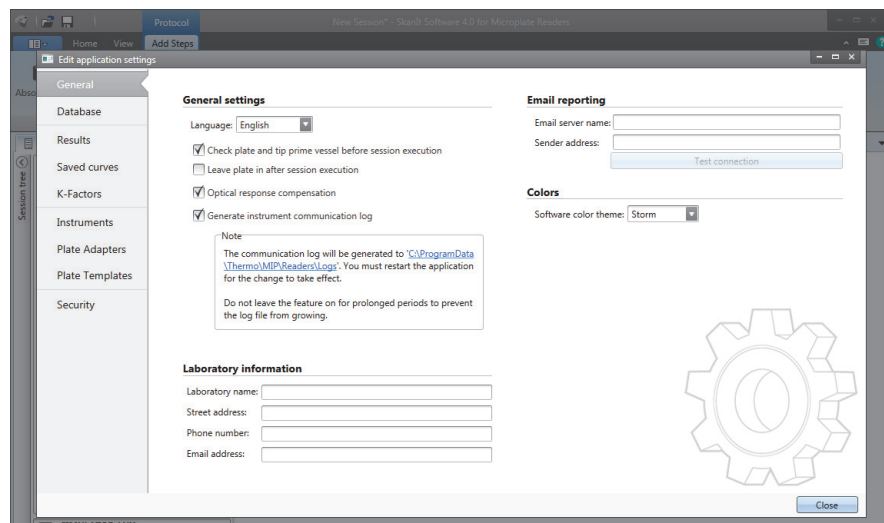 Protocol
New Session* - SkanIt Software 4.0 for Microplate Readers
Home View Add Steps
Edit application settings
Abso
Session tree
General
Database
Results
Saved curves
K-Factors
Instruments
Plate Adapters
Plate Templates
Security
General settings
Language: English
Check plate and tip prime vessel before session execution
Leave plate in after session execution
Optical response compensation
Generate instrument communication log
Note
The communication log will be generated to 'C:\ProgramData
\Thermo\MIP\Readers\Logs'. You must restart the application
for the change to take effect.
Do not leave the feature on for prolonged periods to prevent
the log file from growing.
Laboratory information
Laboratory name:
Street address:
Phone number:
Email address:
Email reporting
Email server name:
Sender address:
Test connection
Colors
Software color theme: Storm
Close